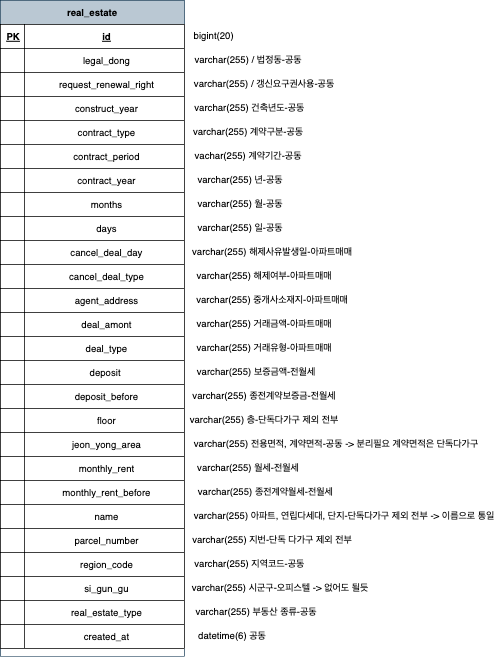 real_estate
PK id bigint(20)
legal_dong varchar(255) / 법정동-공동
request_renewal_right varchar(255) / 갱신요구권사용-공동
construct_year varchar(255) 건축년도-공동
contract_type varchar(255) 계약구분-공동
contract_period vachar(255) 계약기간-공동
contract_year varchar(255) 년-공동
months varchar(255) 월-공동
days varchar(255) 일-공동
cancel_deal_day varchar(255) 해제사유발생일-아파트매매
cancel_deal_type varchar(255) 해제여부-아파트매매
agent_address varchar(255) 중개사소재지-아파트매매
deal_amont varchar(255) 거래금액-아파트매매
deal_type varchar(255) 거래유형-아파트매매
deposit varchar(255) 보증금액-전월세
deposit_before varchar(255) 종전계약보증금-전월세
floor varchar(255) 층-단독다가구 제외 전부
jeon_yong_area varchar(255) 전용면적, 계약면적-공동 -> 분리필요 계약면적은 단독다가구
monthly_rent varchar(255) 월세-전월세
monthly_rent_before varchar(255) 종전계약월세-전월세
name varchar(255) 아파트, 연립다세대, 단지-단독다가구 제외 전부 -> 이름으로 통일
parcel_number varchar(255) 지번-단독 다가구 제외 전부
region_code varchar(255) 지역코드-공동
si_gun_gu varchar(255) 시군구-오피스텔 -> 없어도 될듯
real_estate_type varchar(255) 부동산 종류-공동
created_at datetime(6) 공동